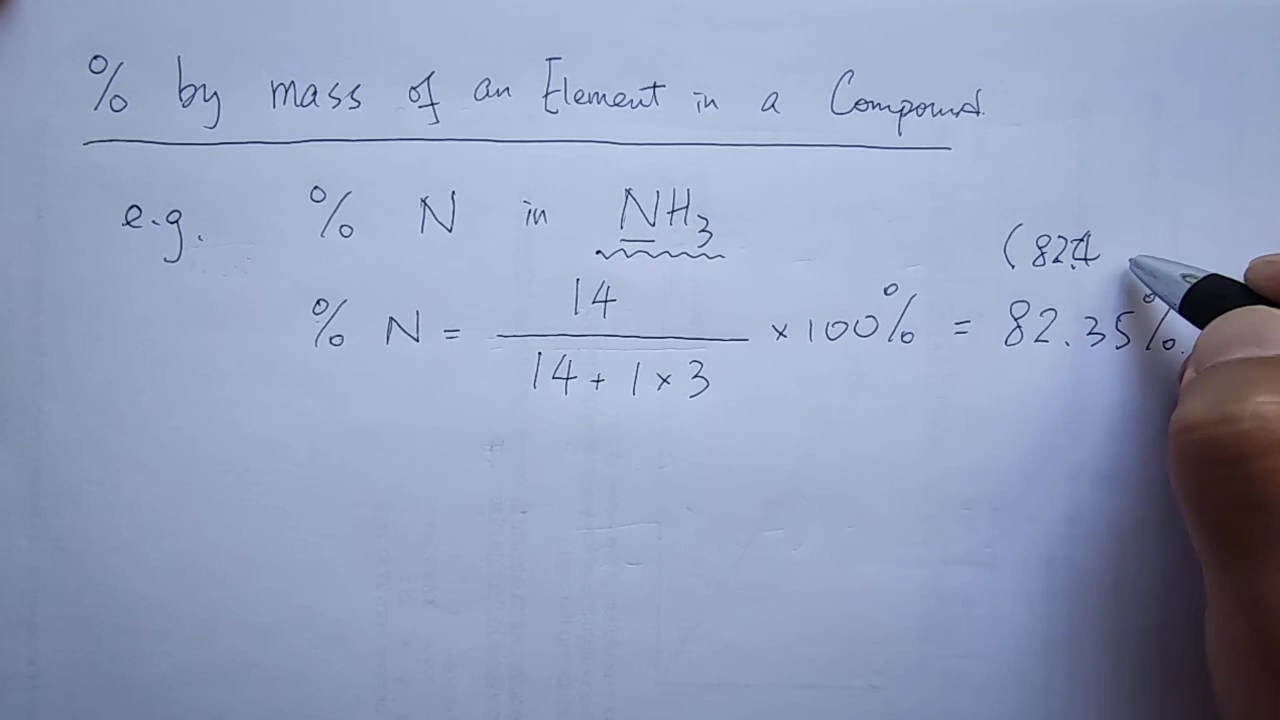 % by mass of an Element in a Compound.
e.g. % N in NH₃
(82.4
% N = 14 / 14 + 1 × 3 × 100% = 82.35%.